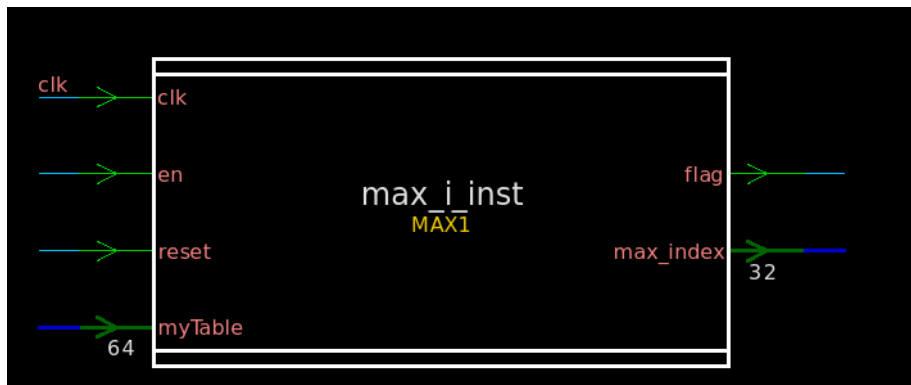 clk
clk
en
flag
max_i_inst
MAX1
reset
max_index
32
myTable
64